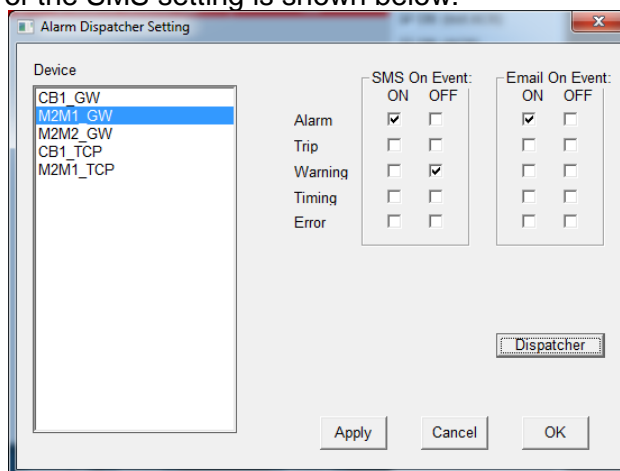 or the SMS setting is shown below:
Alarm Dispatcher Setting
Device
CB1_GW
M2M1_GW
M2M2_GW
CB1_TCP
M2M1_TCP
SMS On Event:
ON OFF
Email On Event:
ON OFF
Alarm
Trip
Warning
Timing
Error
Dispatcher
Apply Cancel OK